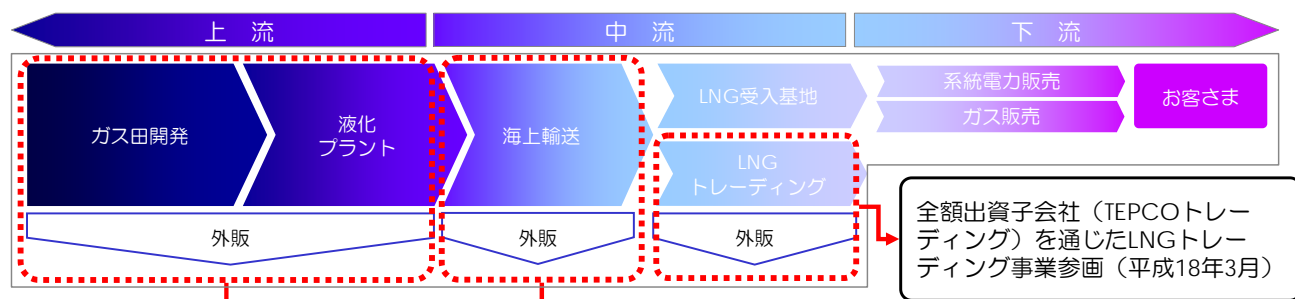 上 流
中 流
下 流
ガス田開発
液化
プラント
海上輸送
LNG受入基地
LNG
トレーディング
系統電力販売
ガス販売
お客さま
外販
外販
外販
全額出資子会社（TEPCOトレー
ディング）を通じたLNGトレー
ディング事業参画（平成18年3月）